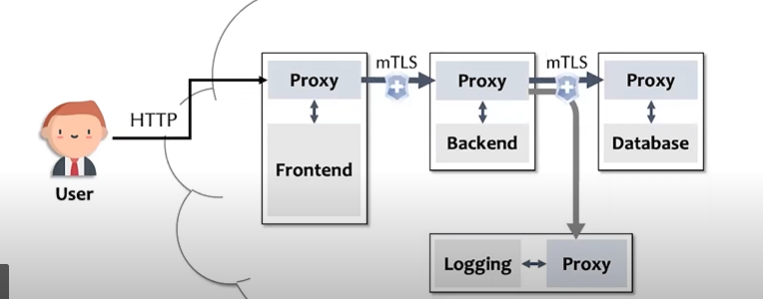 HTTP
User
Proxy
Frontend
mTLS
Proxy
Backend
mTLS
Proxy
Database
Logging
Proxy